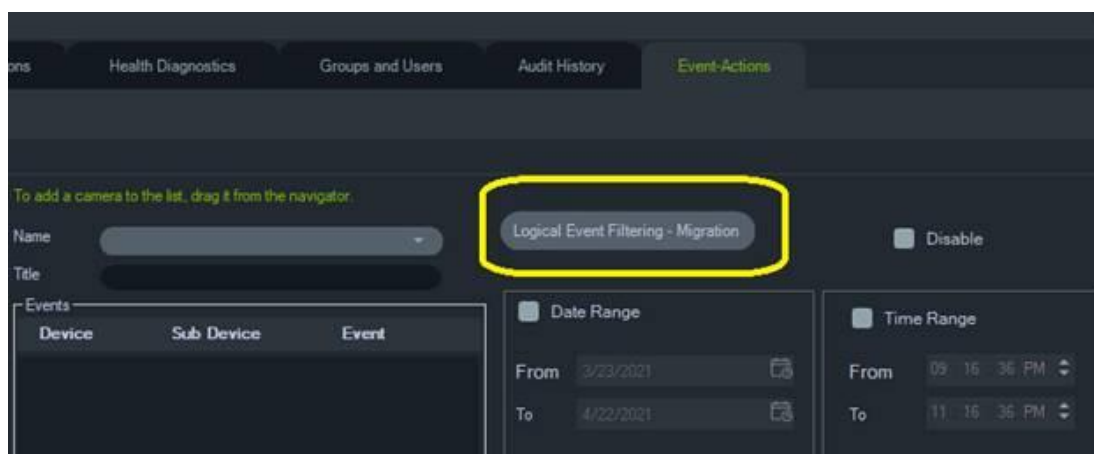 ons Health Diagnostics Groups and Users Audit History Event-Actions
To add a camera to the list, drag it from the navigator.
Name
Logical Event Filtering - Migration
Disable
Title
Events
Device Sub Device Event
Date Range
From 3/23/2021
To 4/22/2021
Time Range
From 09 16 36 PM
To 11 16 36 PM